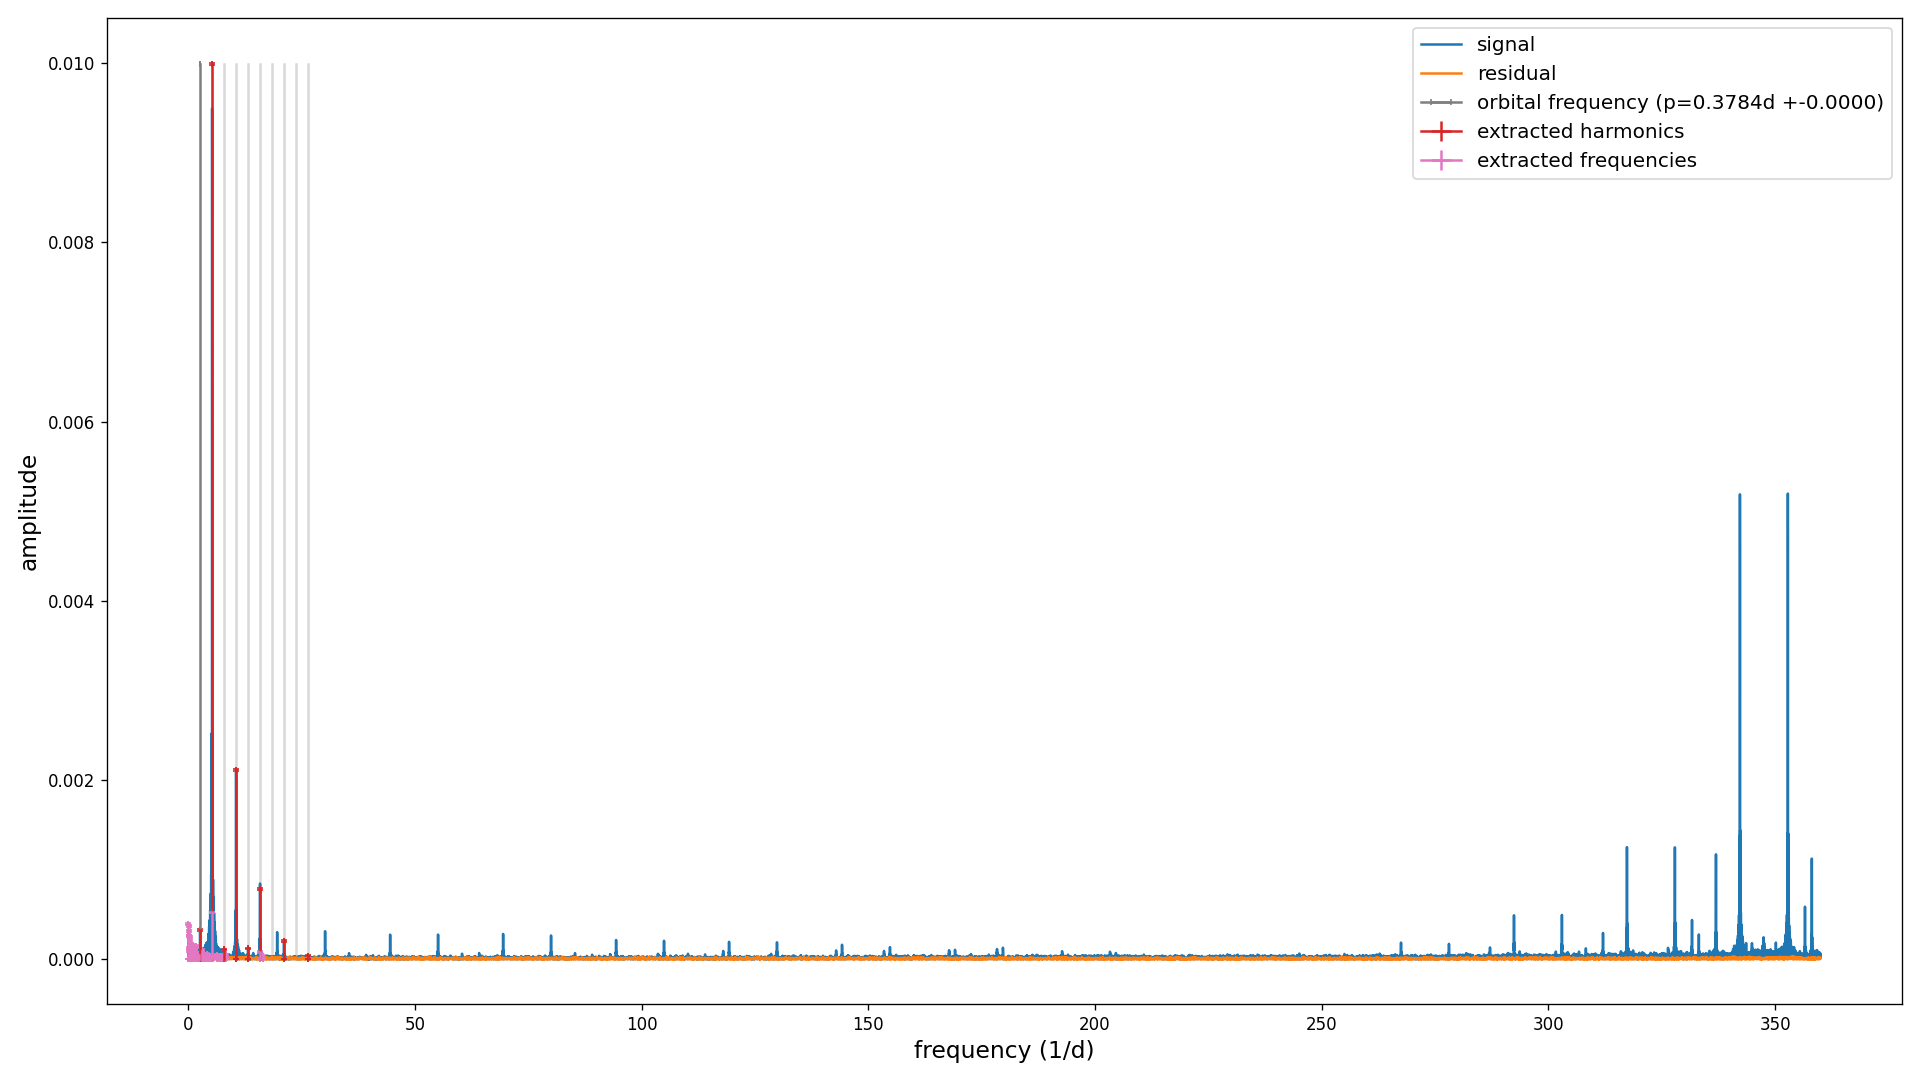 signal
residual
orbital frequency (p=0.3784d +-0.0000)
extracted harmonics
extracted frequencies
0.010
0.008
0.006
0.004
0.002
0.000
amplitude
0 50 100 150 200 250 300 350
frequency (1/d)